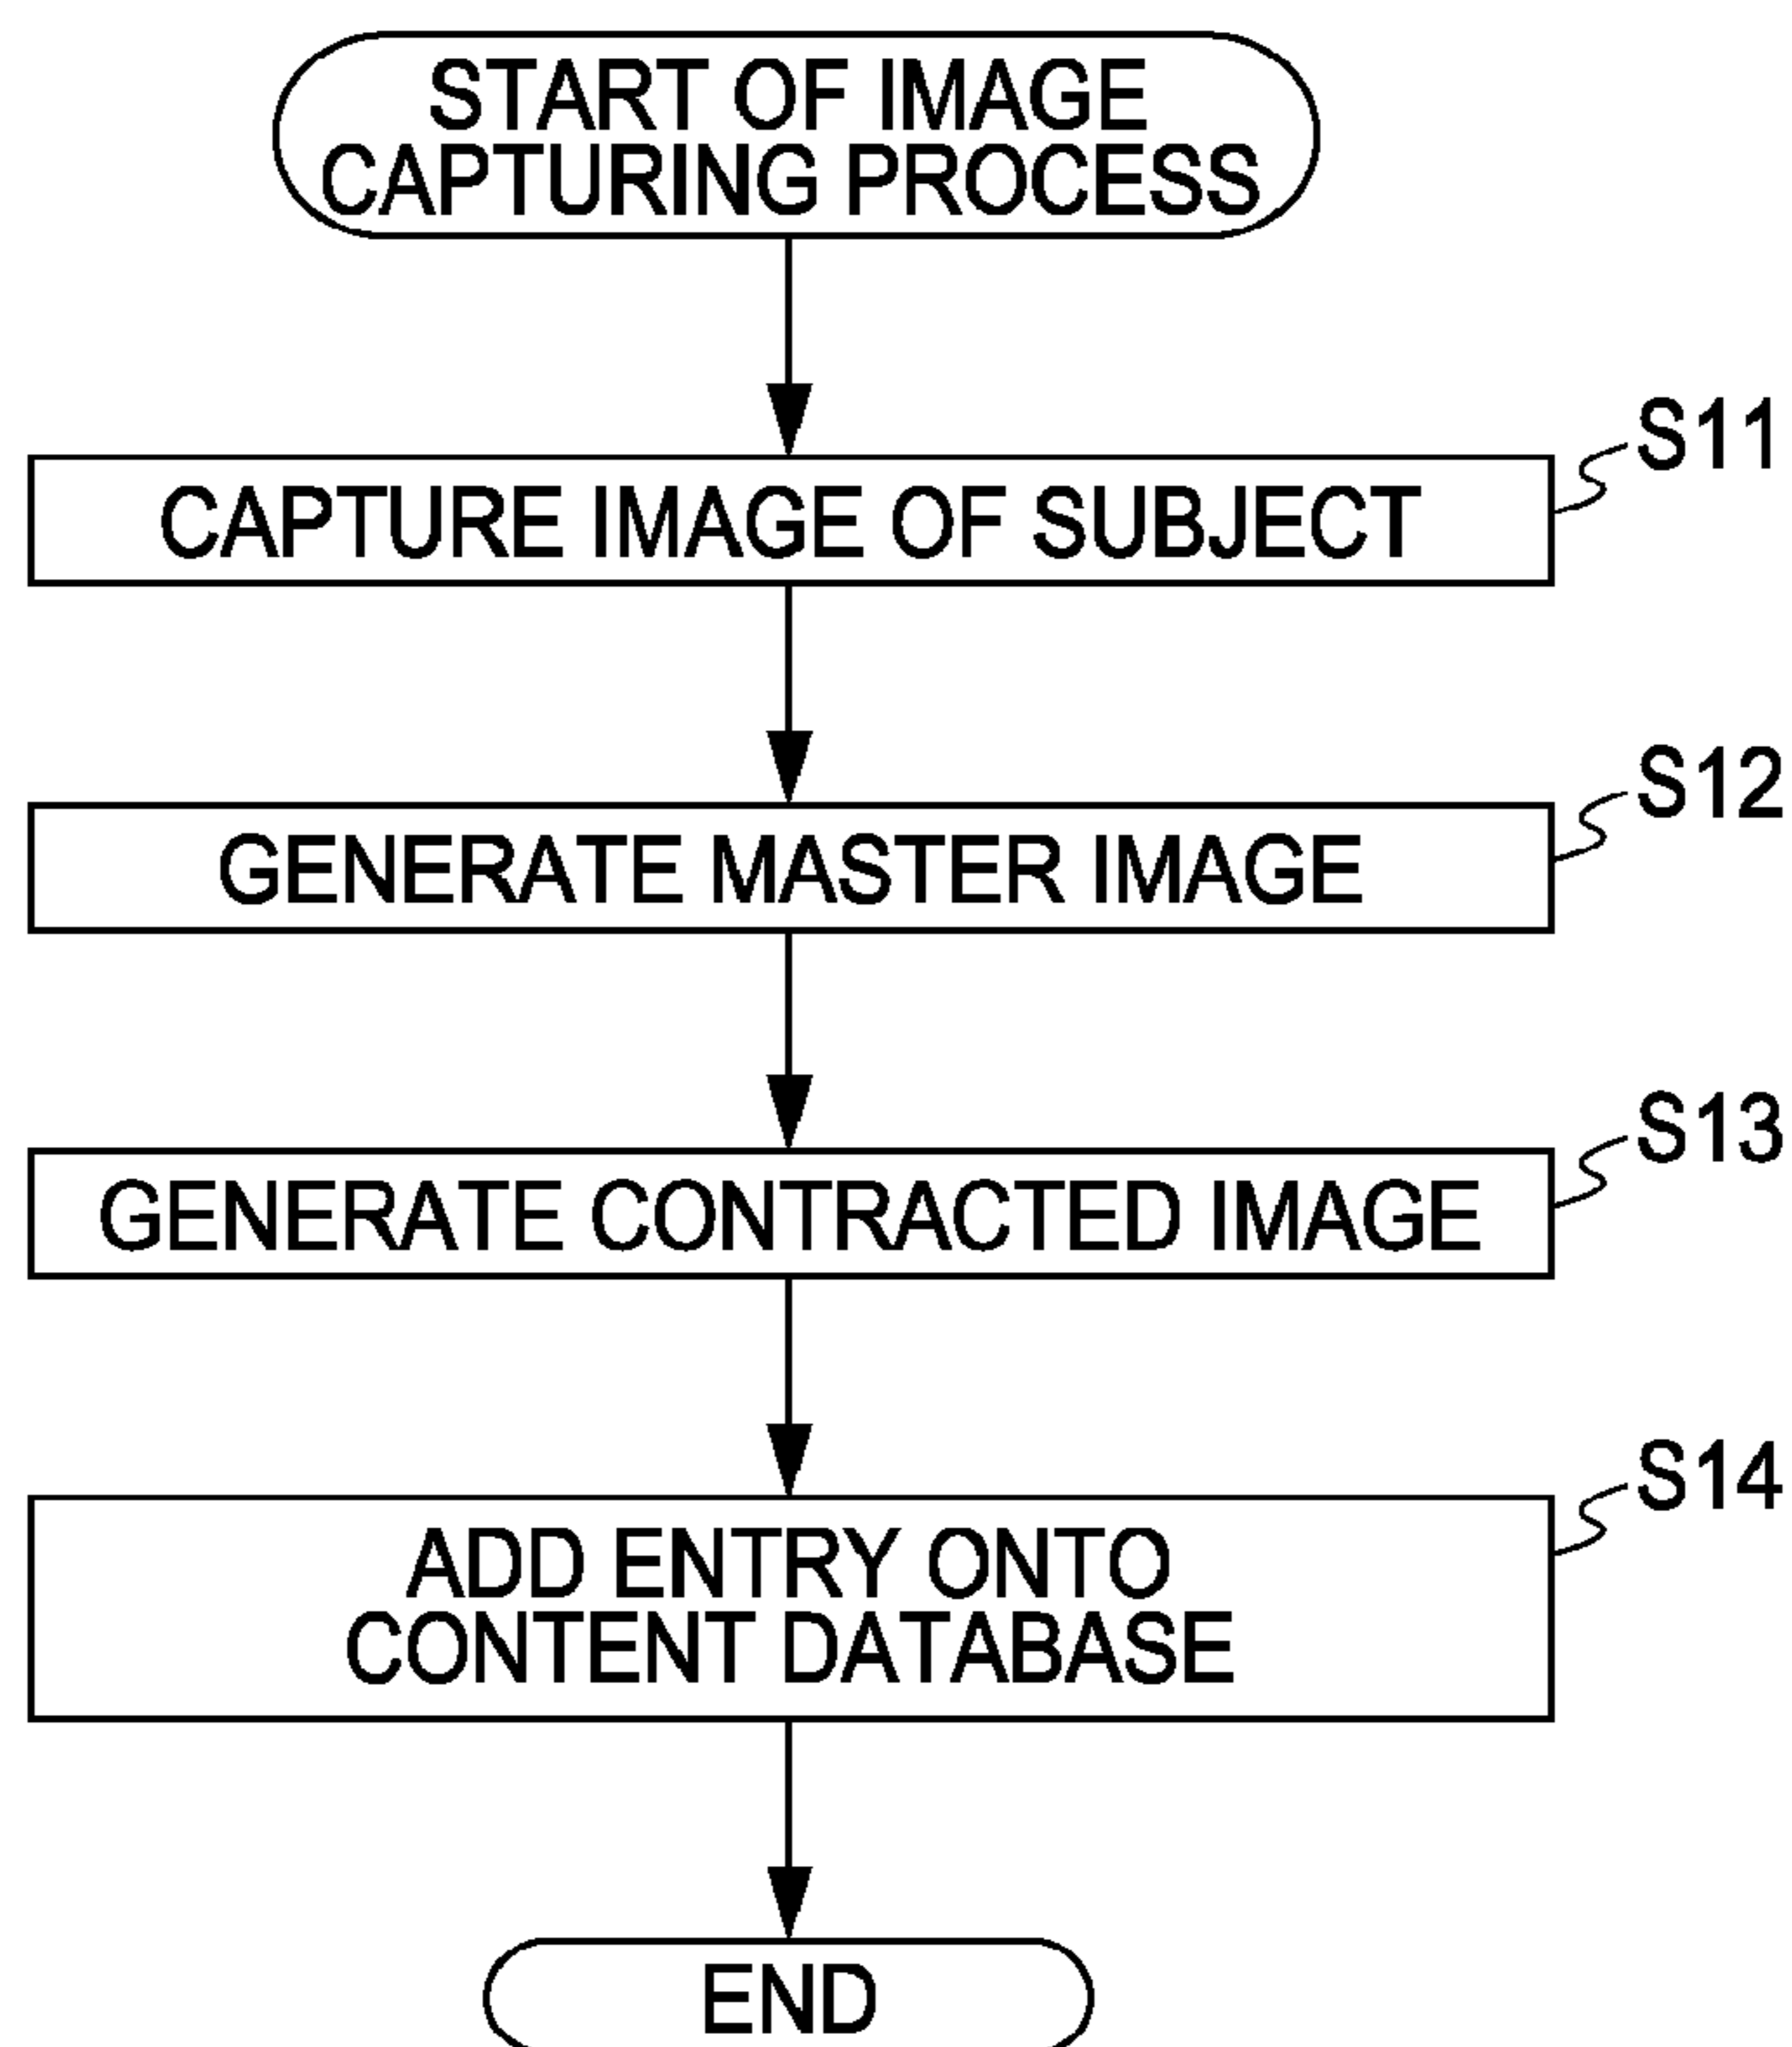 START OF IMAGE
CAPTURING PROCESS
S11
CAPTURE IMAGE OF SUBJECT
S12
GENERATE MASTER IMAGE
S13
GENERATE CONTRACTED IMAGE
S14
ADD ENTRY ONTO
CONTENT DATABASE
END